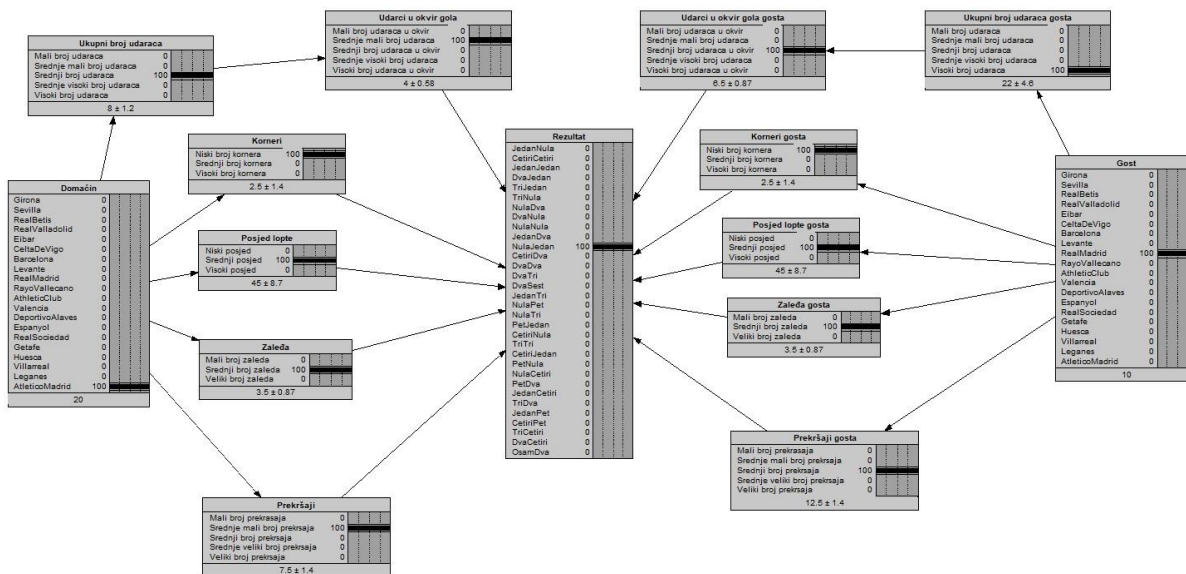 Ukupni broj udaraca
Mali broj udaraca 0
Srednje mali broj udaraca 0
Srednji broj udaraca 100
Srednje visoki broj udaraca 0
Visoki broj udaraca 0
8 ± 1.2
Udarci u okvir gola
Mali broj udaraca u okvir 0
Srednje mali broj udaraca 100
Srednji broj udaraca u okvir 0
Srednje visoki broj udaraca 0
Visoki broj udaraca u okvir 0
4 ± 0.58
Udarci u okvir gola gosta
Mali broj udaraca u okvir 0
Srednje mali broj udaraca 0
Srednji broj udaraca u okvir 100
Srednje visoki broj udaraca 0
Visoki broj udaraca u okvir 0
6.5 ± 0.87
Ukupni broj udaraca gosta
Mali broj udaraca 0
Srednje mali broj udaraca 0
Srednji broj udaraca 0
Srednje visoki broj udaraca 0
Visoki broj udaraca 100
22 ± 4.6
Domaćin
Girona 0
Sevilla 0
RealBetis 0
RealValladolid 0
Eibar 0
CeltaDeVigo 0
Barcelona 0
Levante 0
RealMadrid 0
RayoVallecano 0
AthleticClub 0
Valencia 0
DeportivoAlaves 0
Espanyol 0
RealSociedad 0
Getafe 0
Huesca 0
Villarreal 0
Leganes 0
AtleticoMadrid 100
20
Korneri
Niski broj kornera 100
Srednji broj kornera 0
Visoki broj kornera 0
2.5 ± 1.4
Posjed lopte
Niski posjed 0
Srednji posjed 100
Visoki posjed 0
45 ± 8.7
Zaleđa
Mali broj zaleda 0
Srednji broj zaleda 100
Veliki broj zaleda 0
3.5 ± 0.87
Prekršaji
Mali broj prekrasaja 0
Srednje mali broj prekrsaja 100
Srednji broj prekrsaja 0
Srednje veliki broj prekrsaja 0
Veliki broj prekrsaja 0
7.5 ± 1.4
Rezultat
JedanNula 0
CetiriCetiri 0
JedanJedan 0
DvaJedan 0
TriJedan 0
TriNula 0
NulaDva 0
DvaNula 0
NulaNula 0
JedanDva 0
NulaJedan 100
CetiriDva 0
DvaDva 0
DvaTri 0
DvaSest 0
JedanTri 0
NulaPet 0
NulaTri 0
PetJedan 0
CetiriNula 0
TriTri 0
CetiriJedan 0
PetNula 0
NulaCetiri 0
PetDva 0
JedanCetiri 0
TriDva 0
JedanPet 0
CetiriPet 0
TriCetiri 0
DvaCetiri 0
OsamDva 0
Korneri gosta
Niski broj kornera 100
Srednji broj kornera 0
Visoki broj kornera 0
2.5 ± 1.4
Posjed lopte gosta
Niski posjed 0
Srednji posjed 100
Visoki posjed 0
45 ± 8.7
Zaleđa gosta
Mali broj zaleda 0
Srednji broj zaleda 100
Veliki broj zaleda 0
3.5 ± 0.87
Prekršaji gosta
Mali broj prekrasaja 0
Srednje mali broj prekrsaja 0
Srednji broj prekrsaja 100
Srednje veliki broj prekrsaja 0
Veliki broj prekrsaja 0
12.5 ± 1.4
Gost
Girona 0
Sevilla 0
RealBetis 0
RealValladolid 0
Eibar 0
CeltaDeVigo 0
Barcelona 0
Levante 0
RealMadrid 100
RayoVallecano 0
AthleticClub 0
Valencia 0
DeportivoAlaves 0
Espanyol 0
RealSociedad 0
Getafe 0
Huesca 0
Villarreal 0
Leganes 0
AtleticoMadrid 0
10